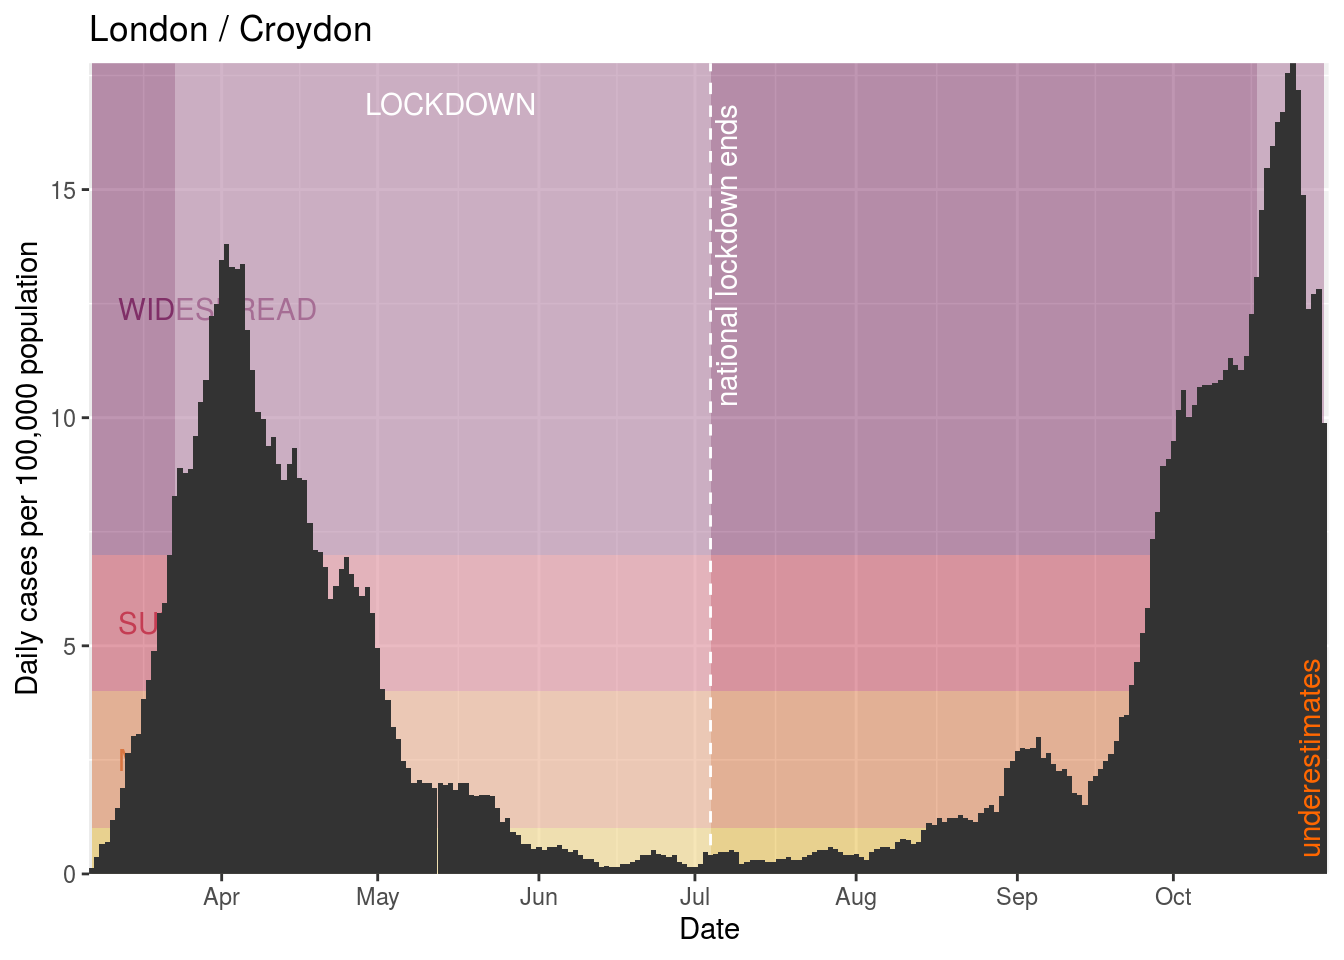 London / Croydon
Daily cases per 100,000 population
15
10
5
0
LOCKDOWN
WIDESPREAD
national lockdown ends
underestimates
Apr
May
Jun
Jul
Aug
Sep
Oct
Date